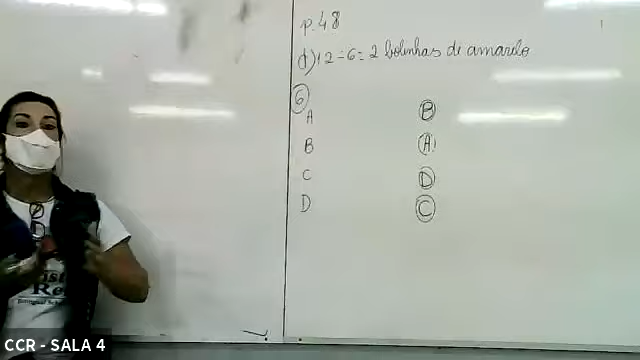 p.48
d) 12÷6=2 bolinhas de amarelo
6
A B
B A
C D
D C
CCR - SALA 4